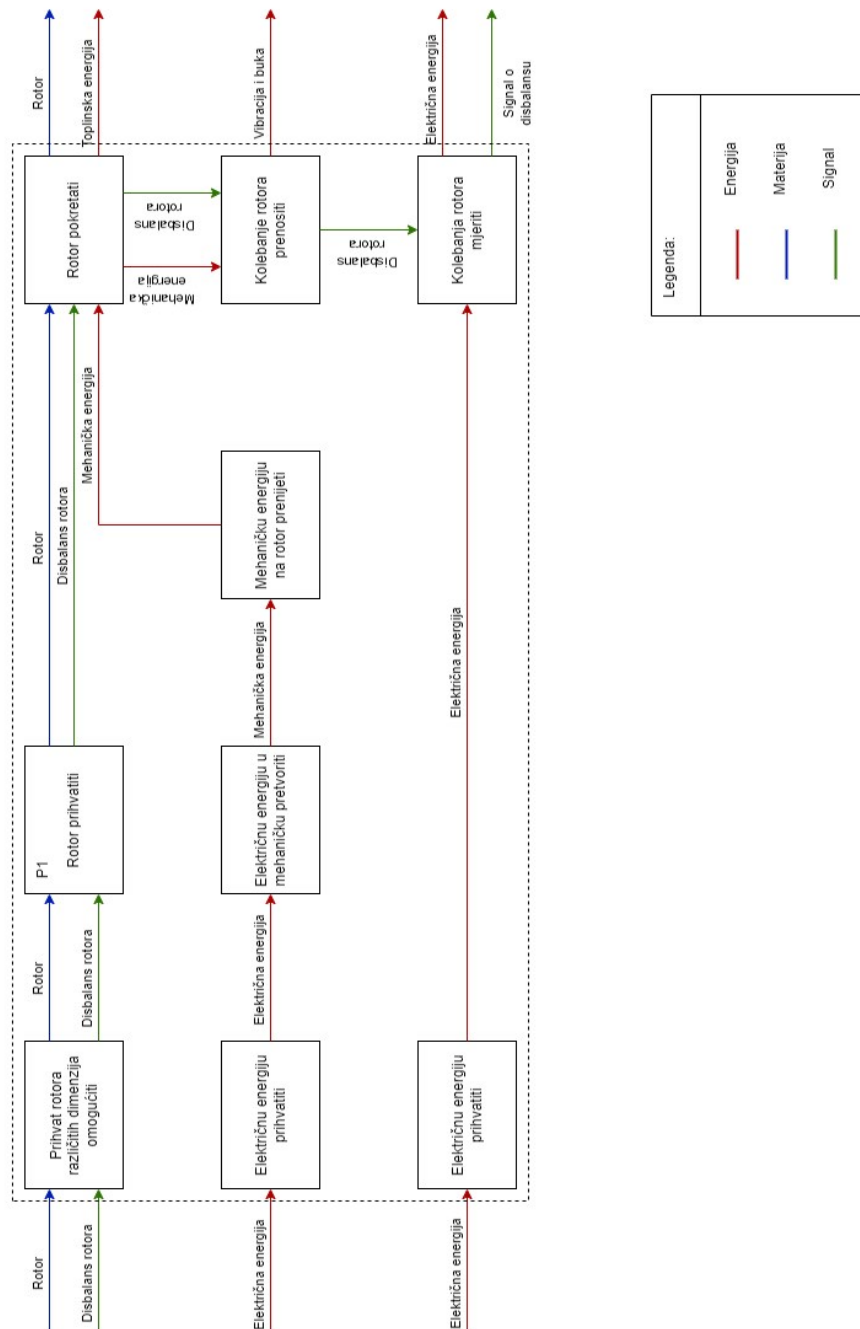 Rotor
Disbalans rotora
Prihvat rotora
različitih dimenzija
omogućiti
Rotor
Disbalans rotora
P1
Rotor prihvatiti
Rotor
Disbalans rotora
Mehanička energija
Rotor pokretati
Rotor
Toplinska energija
Električna energija
Električnu energiju
prihvatiti
Električna energija
Električnu energiju u
mehaničku pretvoriti
Mehanička energija
Mehaničku energiju
na rotor prenijeti
Mehanička
energija
Disbalans
rotora
Kolebanje rotora
prenositi
Vibracija i buka
Disbalans
rotora
Električna energija
Električnu energiju
prihvatiti
Električna energija
Kolebanja rotora
mjeriti
Električna energija
Signal o
disbalansu
Legenda:
Energija
Materija
Signal